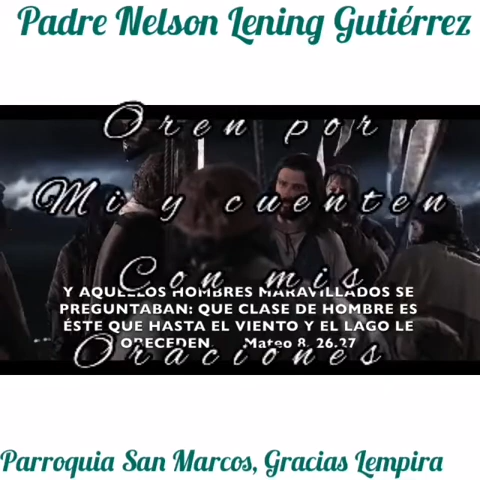 Padre Nelson Lening Gutiérrez
Oren por
Mi y cuenten
Con mis
Y AQUELLOS HOMBRES MARAVILLADOS SE
PREGUNTABAN: QUE CLASE DE HOMBRE ES
ÉSTE QUE HASTA EL VIENTO Y EL LAGO LE
OBECEDEN. Mateo 8, 26.27
Oraciones
Parroquia San Marcos, Gracias Lempira